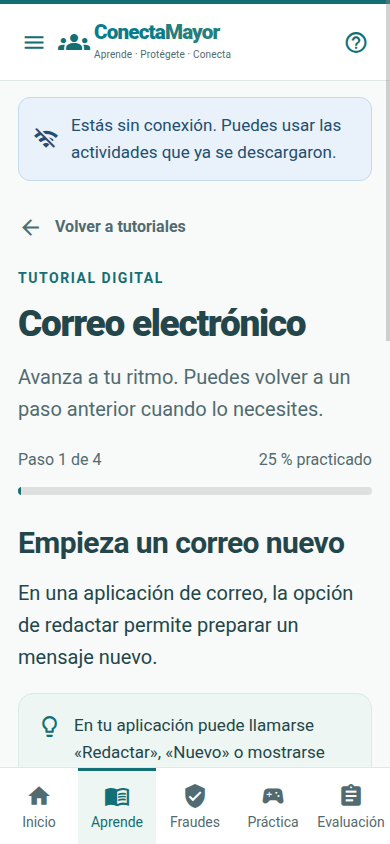 ConectaMayor
Aprende · Protégete · Conecta
Estás sin conexión. Puedes usar las
actividades que ya se descargaron.
Volver a tutoriales
TUTORIAL DIGITAL
Correo electrónico
Avanza a tu ritmo. Puedes volver a un
paso anterior cuando lo necesites.
Paso 1 de 4
25 % practicado
Empieza un correo nuevo
En una aplicación de correo, la opción
de redactar permite preparar un
mensaje nuevo.
En tu aplicación puede llamarse
«Redactar», «Nuevo» o mostrarse
Inicio
Aprende
Fraudes
Práctica
Evaluación